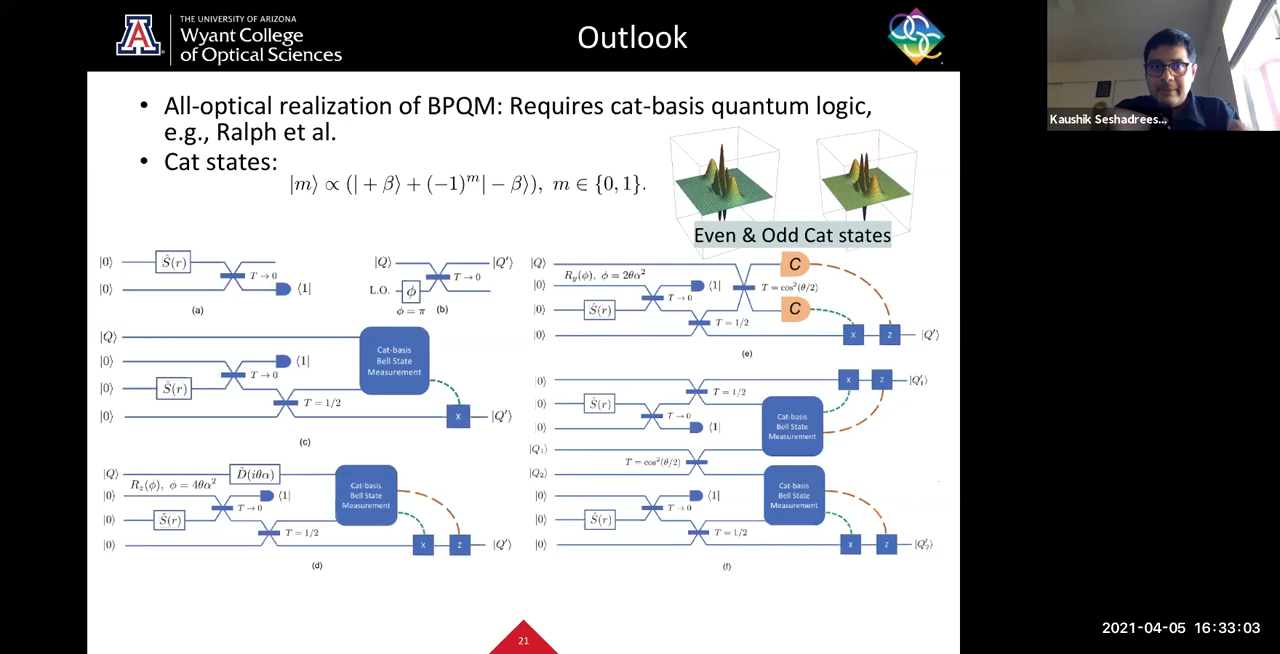 THE UNIVERSITY OF ARIZONA
Wyant College
of Optical Sciences
Outlook
Kaushik Seshadrees...
• All-optical realization of BPQM: Requires cat-basis quantum logic,
e.g., Ralph et al.
• Cat states:
|m⟩ ∝ (| + β⟩ + (−1)^m| − β⟩), m ∈ {0, 1}.
Even & Odd Cat states
|0⟩ Ŝ(r) T → 0
|0⟩ ⟨1|
(a)
|Q⟩ |Q′⟩
T → 0
L.O. ϕ
ϕ = π (b)
|Q⟩
|0⟩ ⟨1|
T → 0
|0⟩ Ŝ(r)
T = 1/2
|0⟩ X |Q′⟩
Cat-basis
Bell State
Measurement
(c)
|Q⟩ D̂(iθα)
R_z(ϕ), ϕ = 4θα²
|0⟩ ⟨1|
T → 0
|0⟩ Ŝ(r)
T = 1/2
|0⟩ X Z |Q′⟩
Cat-basis
Bell State
Measurement
(d)
|Q⟩ C
R_y(ϕ), ϕ = 2θα²
|0⟩ ⟨1| T = cos²(θ/2)
T → 0
|0⟩ Ŝ(r) C
T = 1/2
|0⟩ X Z |Q′⟩
(e)
|0⟩ X Z |Q′₁⟩
T = 1/2
|0⟩ Ŝ(r)
T → 0
|0⟩ ⟨1|
Cat-basis
Bell State
Measurement
|Q₁⟩
T = cos²(θ/2)
|Q₂⟩
Cat-basis
Bell State
Measurement
|0⟩ ⟨1|
T → 0
|0⟩ Ŝ(r)
T = 1/2
|0⟩ X Z |Q′₂⟩
(f)
21
2021-04-05 16:33:03